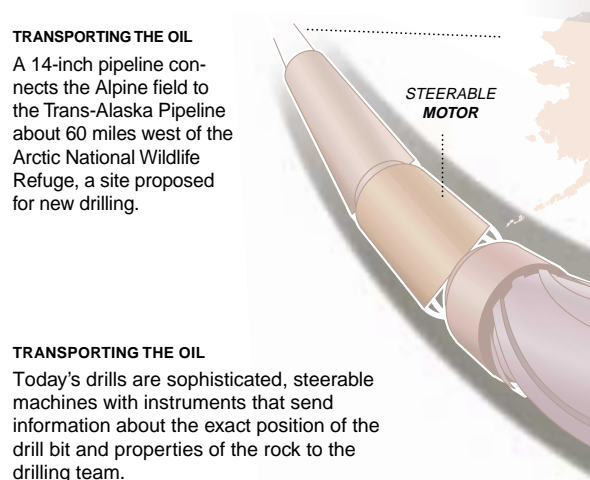 TRANSPORTING THE OIL
A 14-inch pipeline con-
nects the Alpine field to
the Trans-Alaska Pipeline
about 60 miles west of the
Arctic National Wildlife
Refuge, a site proposed
for new drilling.
STEERABLE
MOTOR
TRANSPORTING THE OIL
Today's drills are sophisticated, steerable
machines with instruments that send
information about the exact position of the
drill bit and properties of the rock to the
drilling team.